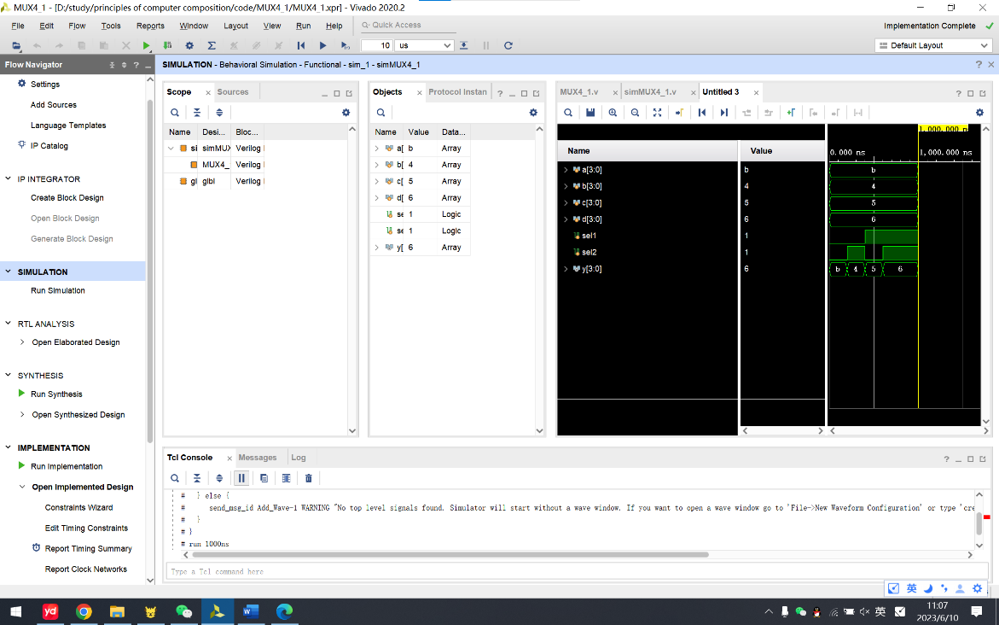 MUX4_1 - [D:/study/principles of computer composition/code/MUX4_1/MUX4_1.xpr] - Vivado 2020.2
File Edit Flow Tools Reports Window Layout View Run Help Quick Access
Implementation Complete
10 us
Default Layout
Flow Navigator
SIMULATION - Behavioral Simulation - Functional - sim_1 - simMUX4_1
Settings
Add Sources
Language Templates
IP Catalog
IP INTEGRATOR
Create Block Design
Open Block Design
Generate Block Design
SIMULATION
Run Simulation
RTL ANALYSIS
Open Elaborated Design
SYNTHESIS
Run Synthesis
Open Synthesized Design
IMPLEMENTATION
Run Implementation
Open Implemented Design
Constraints Wizard
Edit Timing Constraints
Report Timing Summary
Report Clock Networks
Scope Sources
Name Desi... Bloc...
si simMUX Verilog
MUX4_ Verilog
gl glbl Verilog
Objects Protocol Instan
Name Value Data...
a[ b Array
b[ 4 Array
c[ 5 Array
d[ 6 Array
se 1 Logic
se 1 Logic
y[ 6 Array
MUX4_1.v simMUX4_1.v Untitled 3
Name Value
a[3:0] b
b[3:0] 4
c[3:0] 5
d[3:0] 6
sel1 1
sel2 1
y[3:0] 6
1,000.000 n
0.000 ns 1,000.000 ns
b
4
5
6
b 4 5 6
Tcl Console Messages Log
# } else {
# send_msg_id Add_Wave-1 WARNING "No top level signals found. Simulator will start without a wave window. If you want to open a wave window go to 'File->New Waveform Configuration' or type 'cre
# }
# }
# run 1000ns
Type a Tcl command here
英
yd
英
11:07
2023/6/10